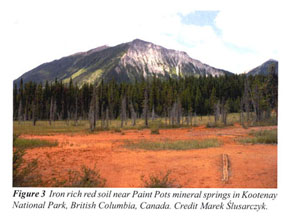 Figure 3 Iron rich red soil near Paint Pots mineral springs in Kootenay
National Park, British Columbia, Canada. Credit Marek Ślusarczyk.